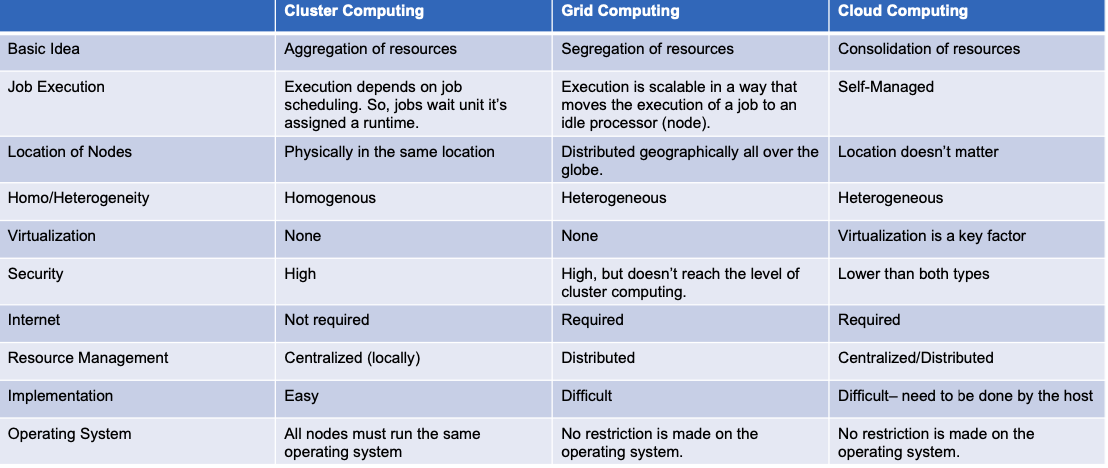 Cluster Computing Grid Computing Cloud Computing
Basic Idea Aggregation of resources Segregation of resources Consolidation of resources
Job Execution Execution depends on job Execution is scalable in a way that Self-Managed
scheduling. So, jobs wait unit it’s moves the execution of a job to an
assigned a runtime. idle processor (node).
Location of Nodes Physically in the same location Distributed geographically all over the Location doesn’t matter
globe.
Homo/Heterogeneity Homogenous Heterogeneous Heterogeneous
Virtualization None None Virtualization is a key factor
Security High High, but doesn’t reach the level of Lower than both types
cluster computing.
Internet Not required Required Required
Resource Management Centralized (locally) Distributed Centralized/Distributed
Implementation Easy Difficult Difficult– need to be done by the host
Operating System All nodes must run the same No restriction is made on the No restriction is made on the
operating system operating system. operating system.